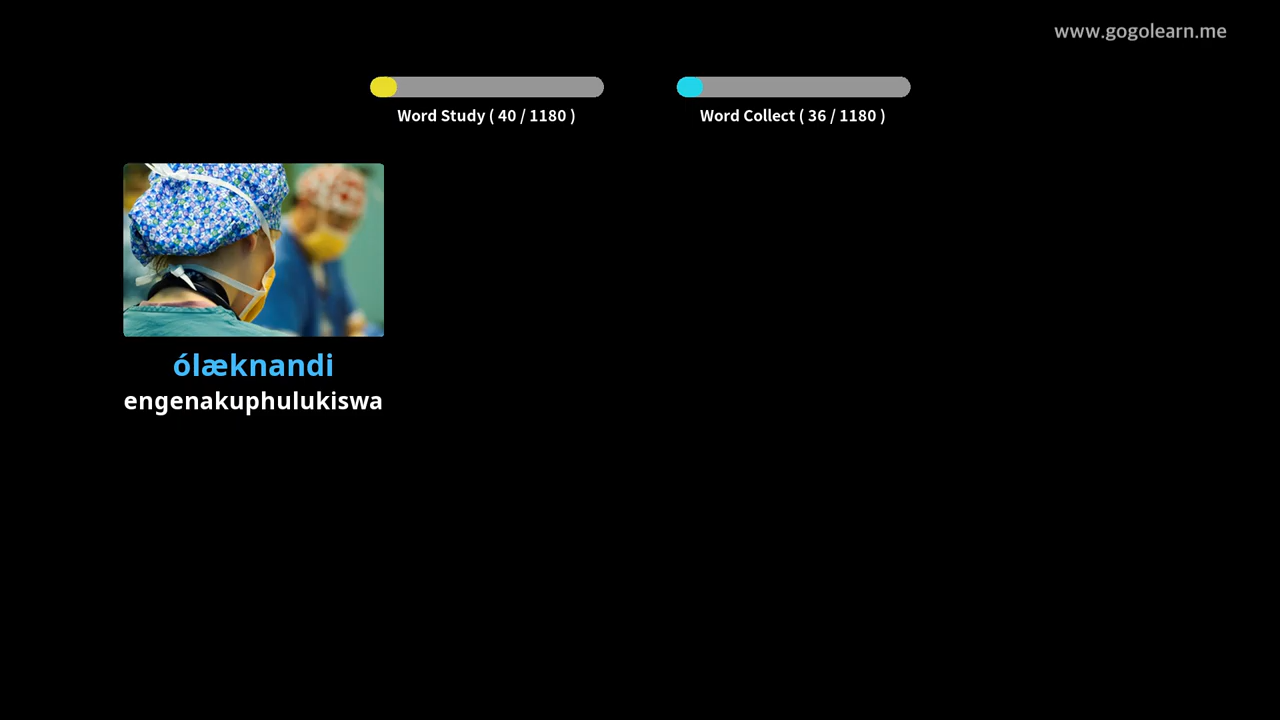 www.gogolearn.me
Word Study ( 40 / 1180 )
Word Collect ( 36 / 1180 )
ólæknandi
engenakuphulukiswa